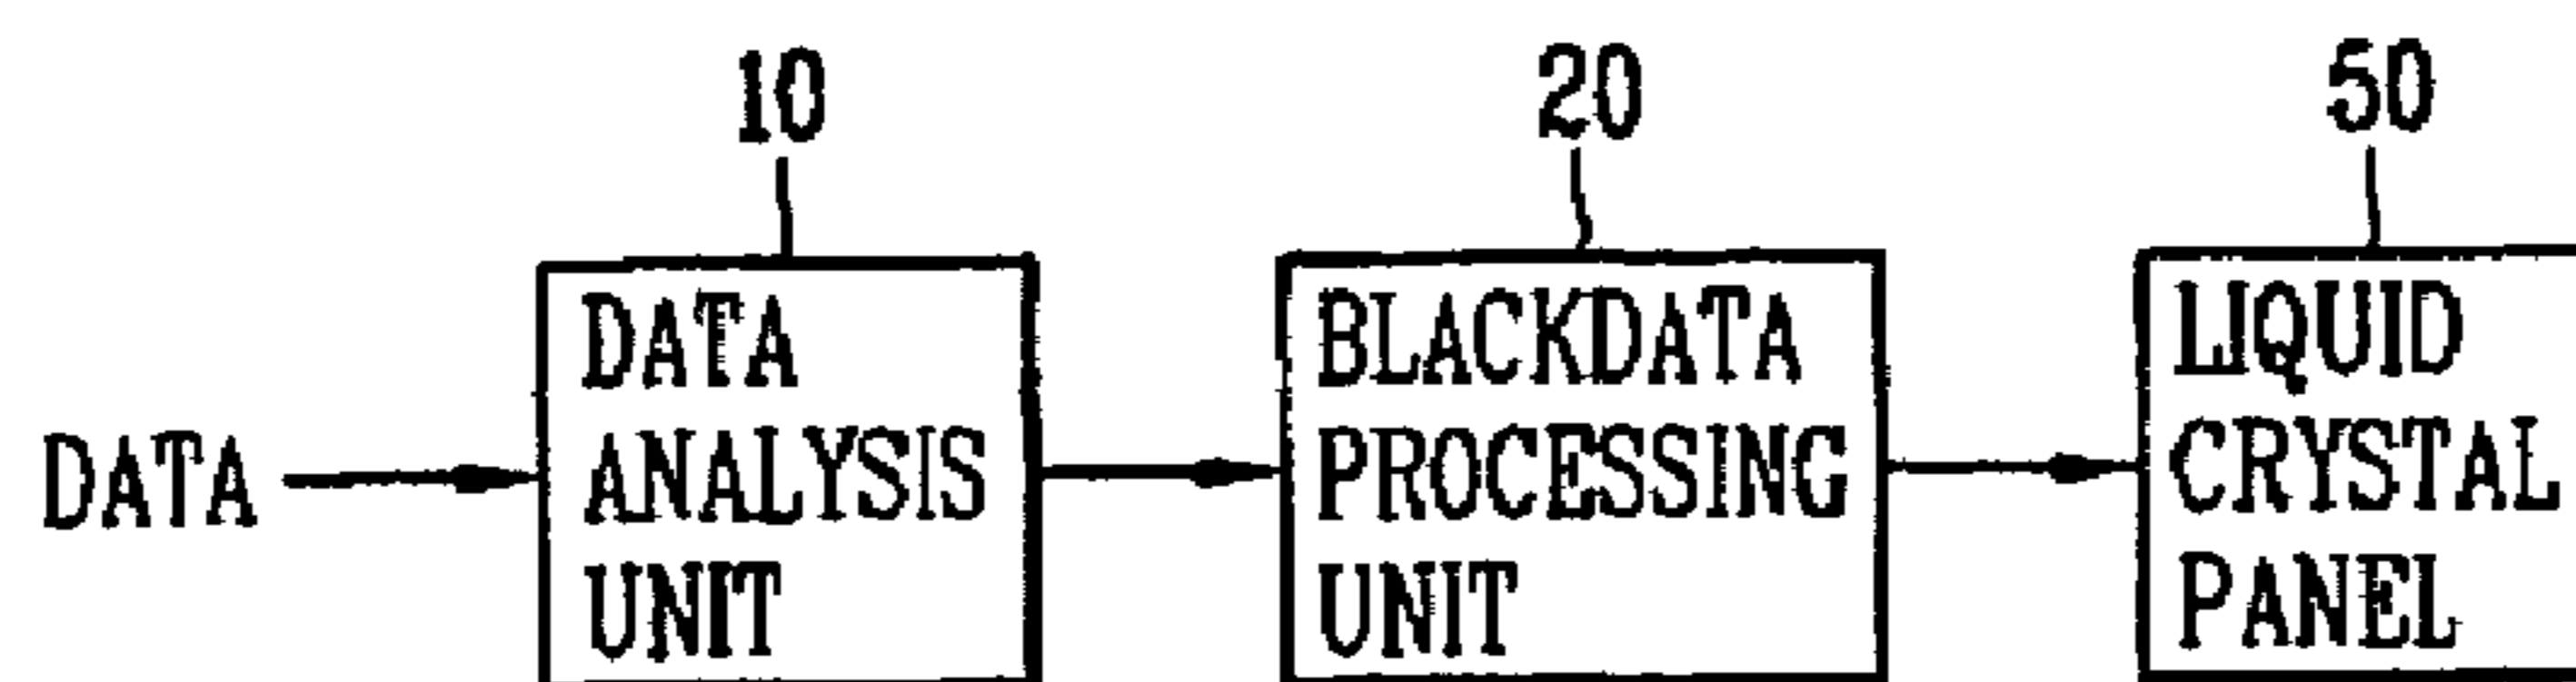 10
20
50
DATA
DATA
ANALYSIS
UNIT
BLACKDATA
PROCESSING
UNIT
LIQUID
CRYSTAL
PANEL